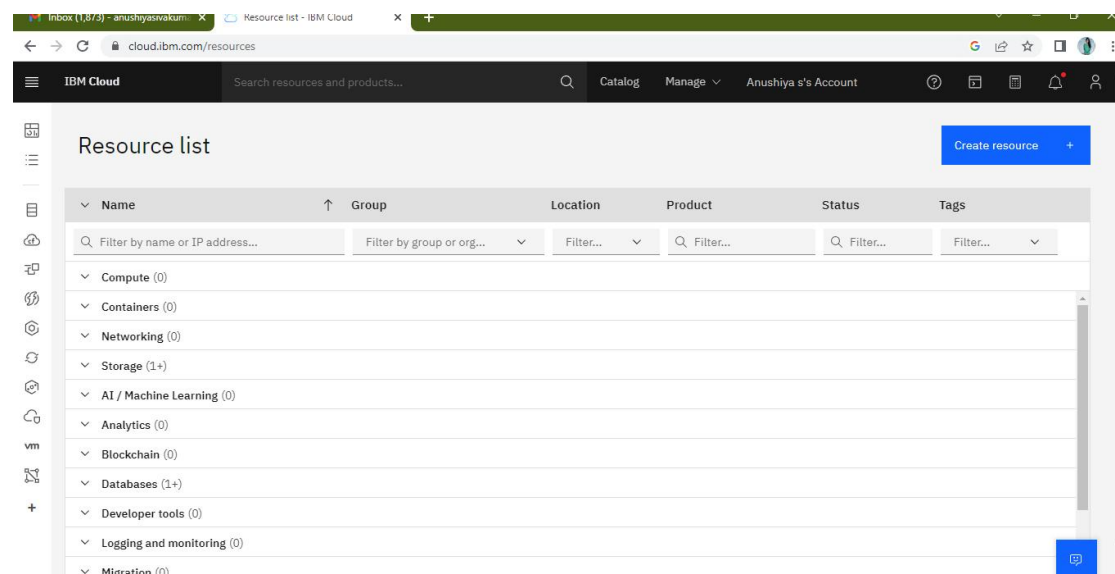 Inbox (1,873) - anushiyasivakuma
Resource list - IBM Cloud
cloud.ibm.com/resources
IBM Cloud Search resources and products... Catalog Manage Anushiya s's Account
Resource list
Create resource +
Name Group Location Product Status Tags
Filter by name or IP address... Filter by group or org... Filter... Filter... Filter... Filter...
Compute (0)
Containers (0)
Networking (0)
Storage (1+)
AI / Machine Learning (0)
Analytics (0)
Blockchain (0)
vm
Databases (1+)
Developer tools (0)
Logging and monitoring (0)
Migration (0)